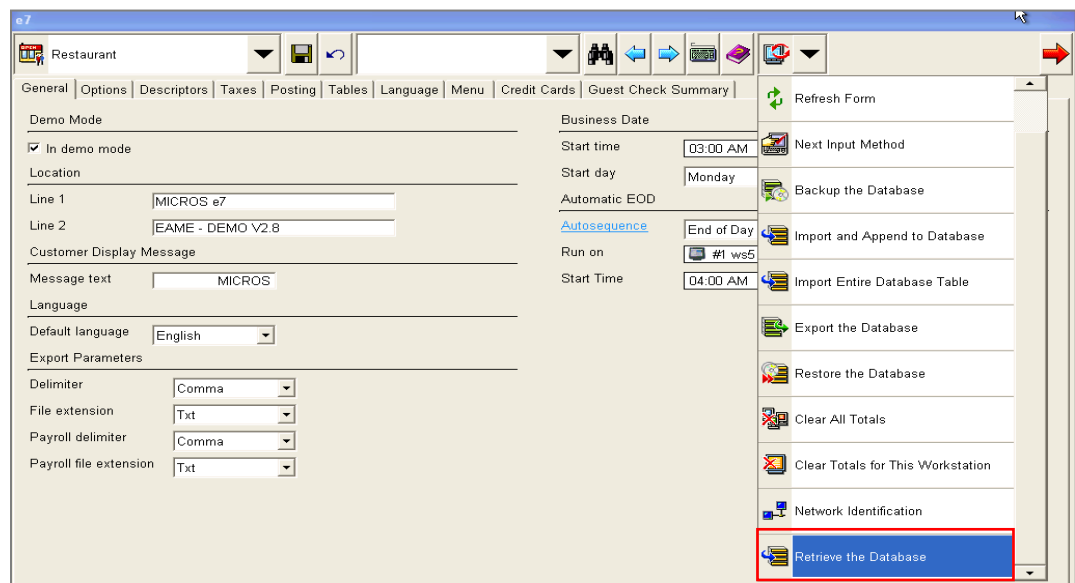 e7
OPEN
Restaurant
General Options Descriptors Taxes Posting Tables Language Menu Credit Cards Guest Check Summary
Demo Mode
In demo mode
Location
Line 1 MICROS e7
Line 2 EAME - DEMO V2.8
Customer Display Message
Message text MICROS
Language
Default language English
Export Parameters
Delimiter Comma
File extension Txt
Payroll delimiter Comma
Payroll file extension Txt
Business Date
Start time 03:00 AM
Start day Monday
Automatic EOD
Autosequence End of Day
Run on #1 ws5
Start Time 04:00 AM
Refresh Form
Next Input Method
Backup the Database
Import and Append to Database
Import Entire Database Table
Export the Database
Restore the Database
Clear All Totals
Clear Totals for This Workstation
Network Identification
Retrieve the Database